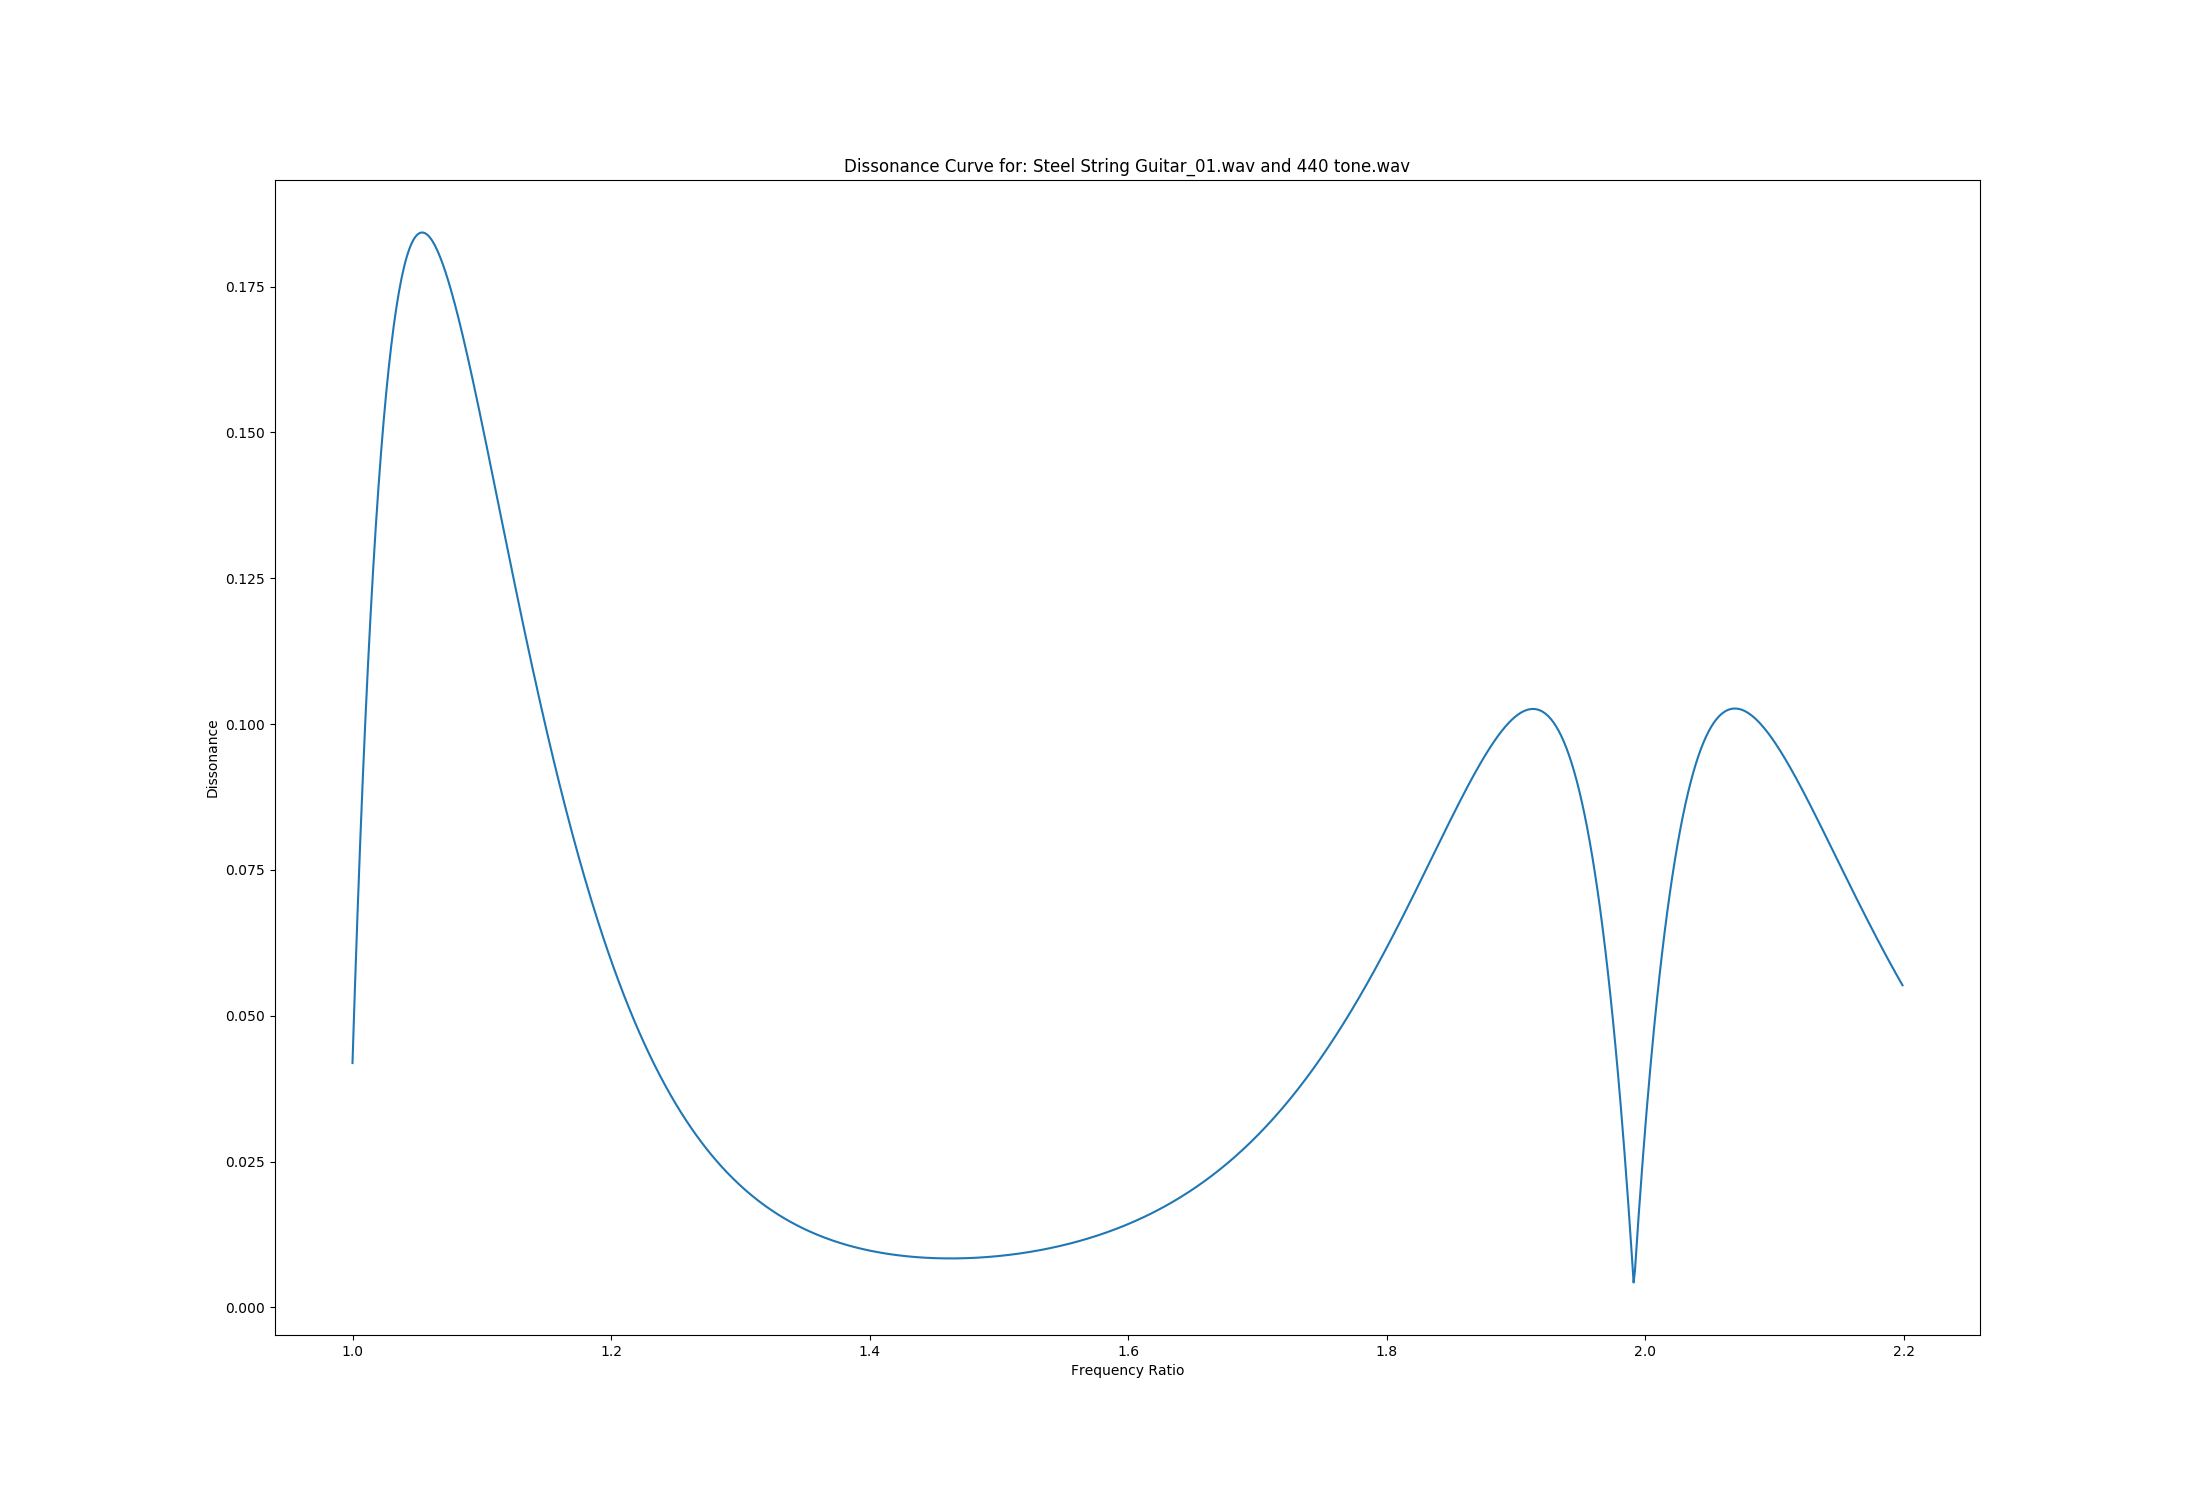 Dissonance Curve for: Steel String Guitar_01.wav and 440 tone.wav
0.175
0.150
0.125
0.100
0.075
0.050
0.025
0.000
Dissonance
1.0 1.2 1.4 1.6 1.8 2.0 2.2
Frequency Ratio